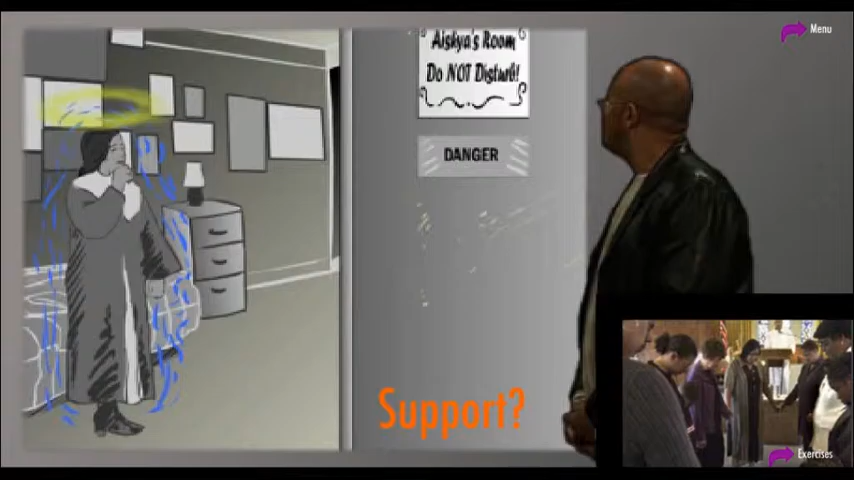 Menu
Aiskya's Room
Do NOT Disturb!
DANGER
Support?
Exercises